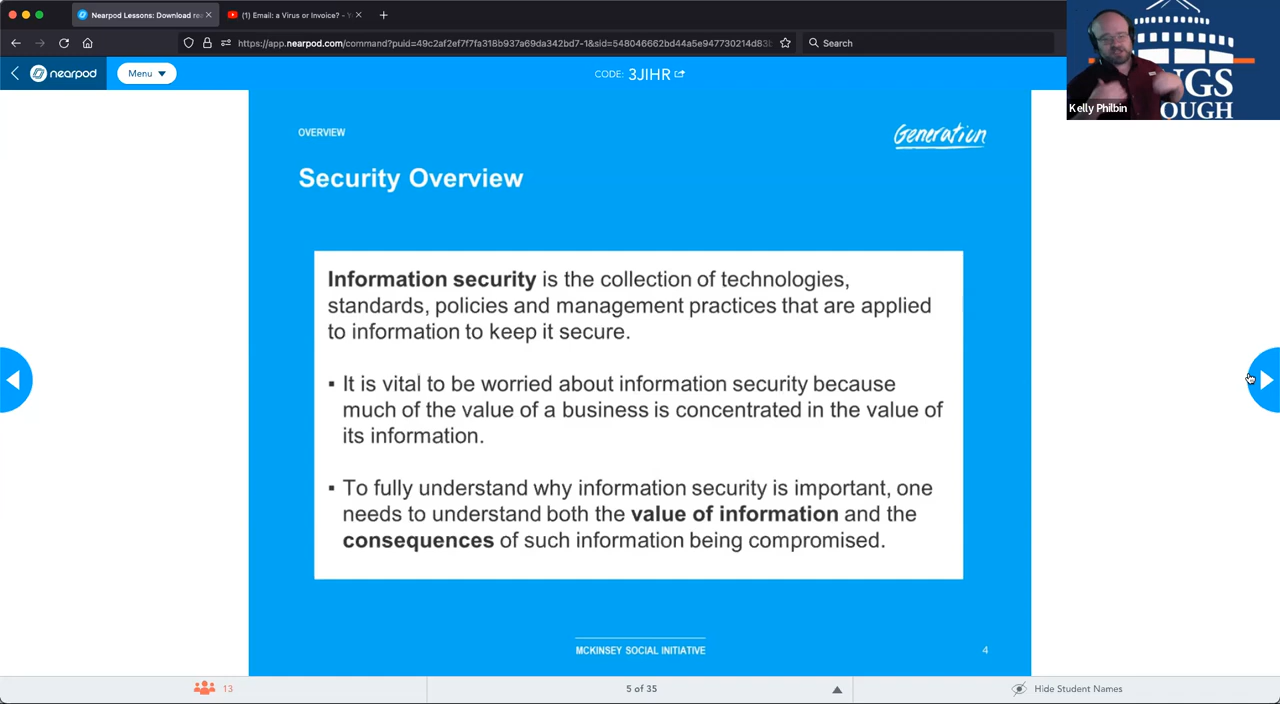 Nearpod Lessons: Download re
(1) Email: a Virus or Invoice? - Y
https://app.nearpod.com/command?puid=49c2af2ef7f7fa318b937a69da342bd7-1&sid=548046662bd44a5e947730214d83b
Search
nearpod
Menu
CODE: 3JIHR
NGS
OUGH
Kelly Philbin
OVERVIEW
Generation
Security Overview
Information security is the collection of technologies,
standards, policies and management practices that are applied
to information to keep it secure.
▪ It is vital to be worried about information security because
much of the value of a business is concentrated in the value of
its information.
▪ To fully understand why information security is important, one
needs to understand both the value of information and the
consequences of such information being compromised.
MCKINSEY SOCIAL INITIATIVE
4
13
5 of 35
Hide Student Names